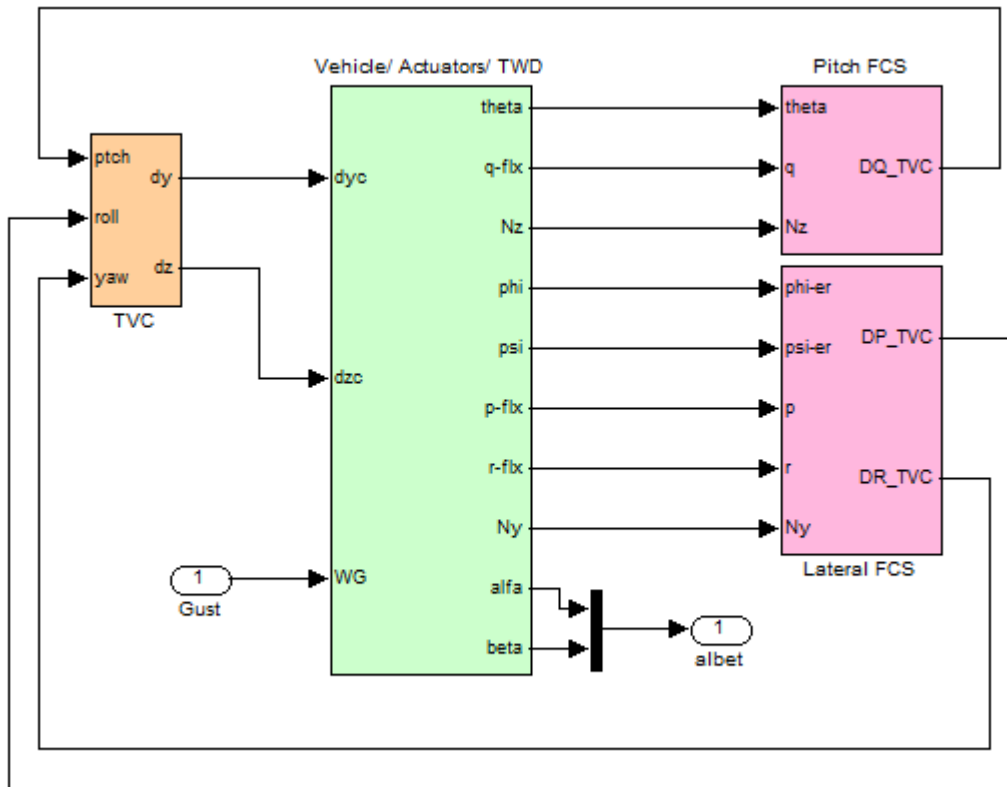 Vehicle/ Actuators/ TWD
Pitch FCS
ptch
roll
yaw
dy
dz
TVC
dyc
dzc
WG
theta
q-flx
Nz
phi
psi
p-flx
r-flx
Ny
alfa
beta
theta
q
Nz
DQ_TVC
phi-er
psi-er
p
r
Ny
DP_TVC
DR_TVC
Lateral FCS
1
Gust
1
albet